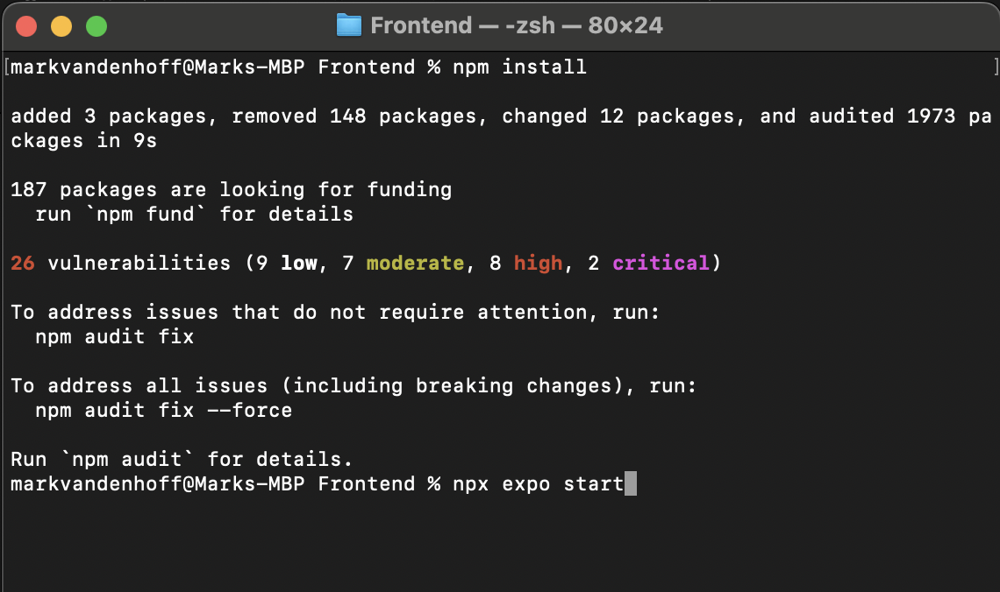 Frontend — -zsh — 80×24
[markvandenhoff@Marks-MBP Frontend % npm install ]
added 3 packages, removed 148 packages, changed 12 packages, and audited 1973 pa
ckages in 9s
187 packages are looking for funding
run `npm fund` for details
26 vulnerabilities (9 low, 7 moderate, 8 high, 2 critical)
To address issues that do not require attention, run:
npm audit fix
To address all issues (including breaking changes), run:
npm audit fix --force
Run `npm audit` for details.
markvandenhoff@Marks-MBP Frontend % npx expo start